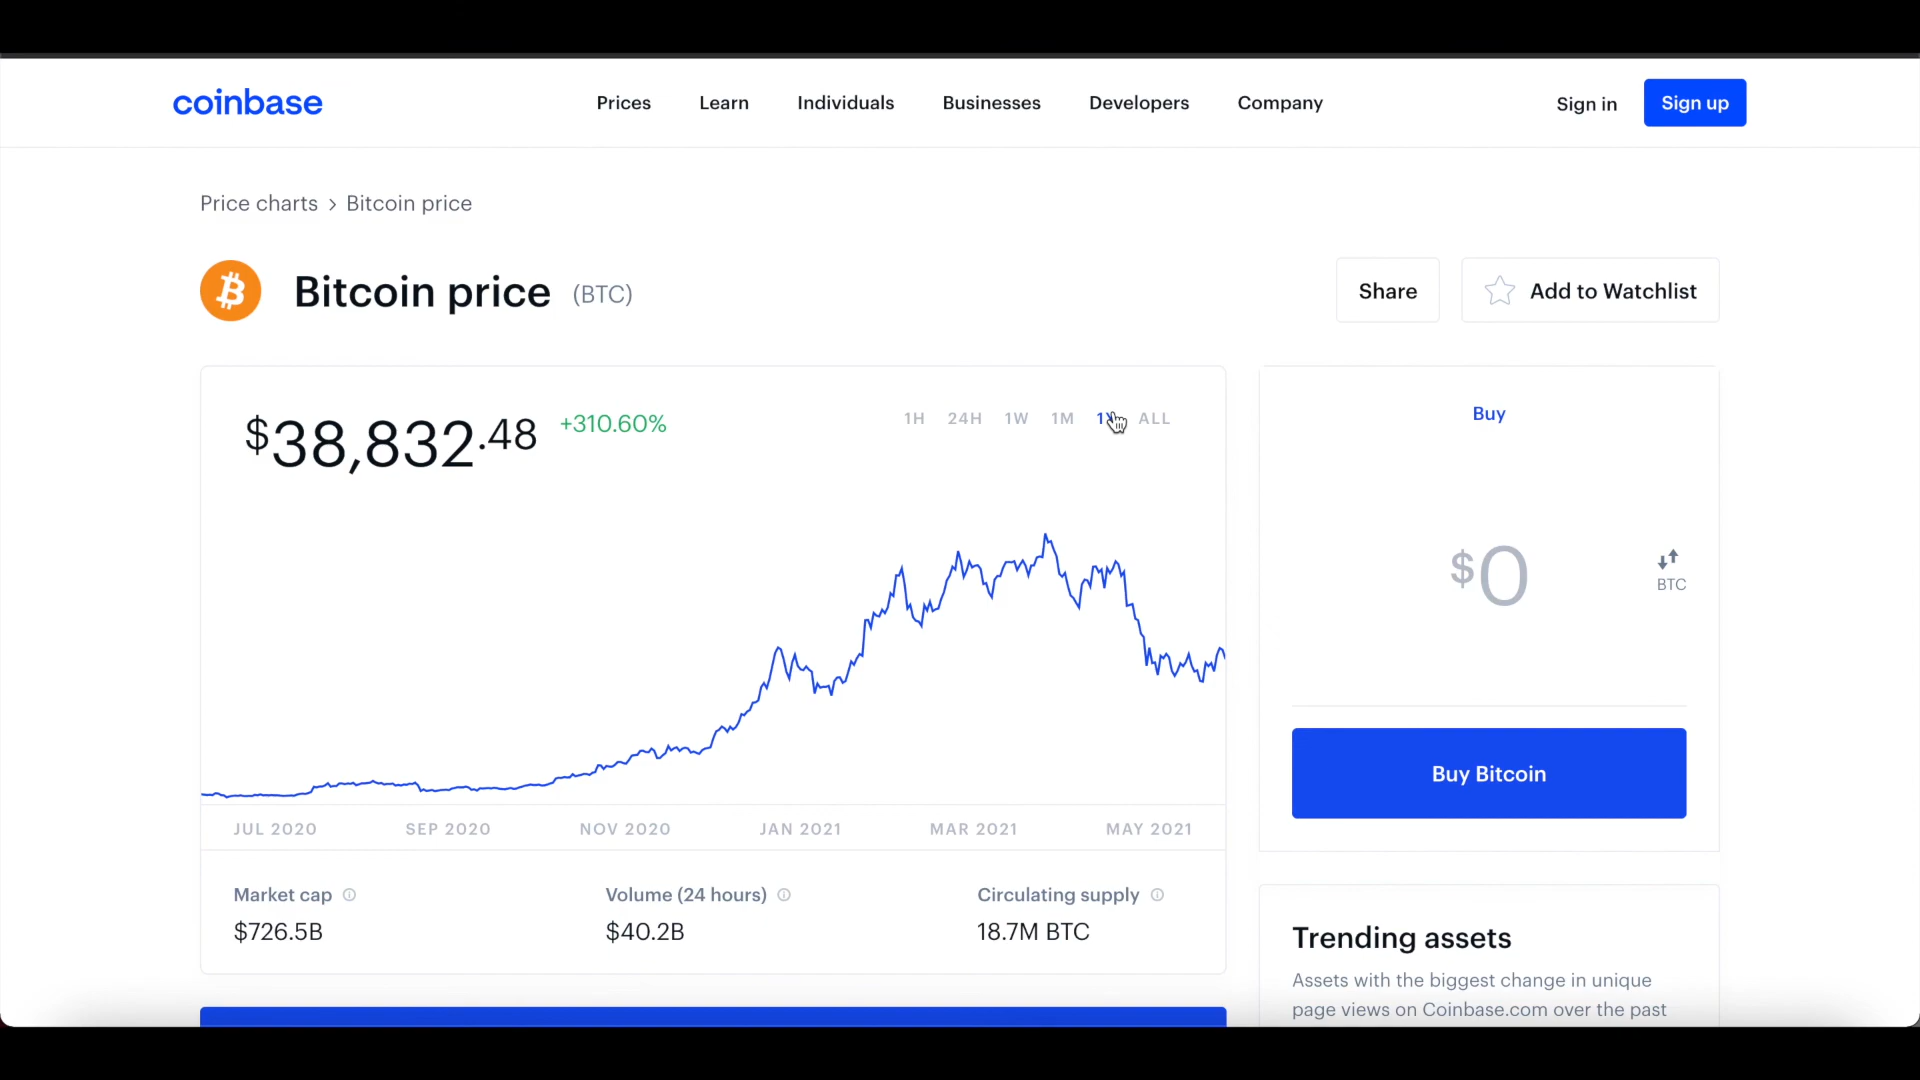 coinbase
Prices Learn Individuals Businesses Developers Company
Sign in Sign up
Price charts > Bitcoin price
Bitcoin price (BTC)
Share Add to Watchlist
$38,832.48 +310.60%
1H 24H 1W 1M ALL
Buy
$0
BTC
Buy Bitcoin
JUL 2020 SEP 2020 NOV 2020 JAN 2021 MAR 2021 MAY 2021
Market cap Volume (24 hours) Circulating supply
$726.5B $40.2B 18.7M BTC
Trending assets
Assets with the biggest change in unique
page views on Coinbase.com over the past